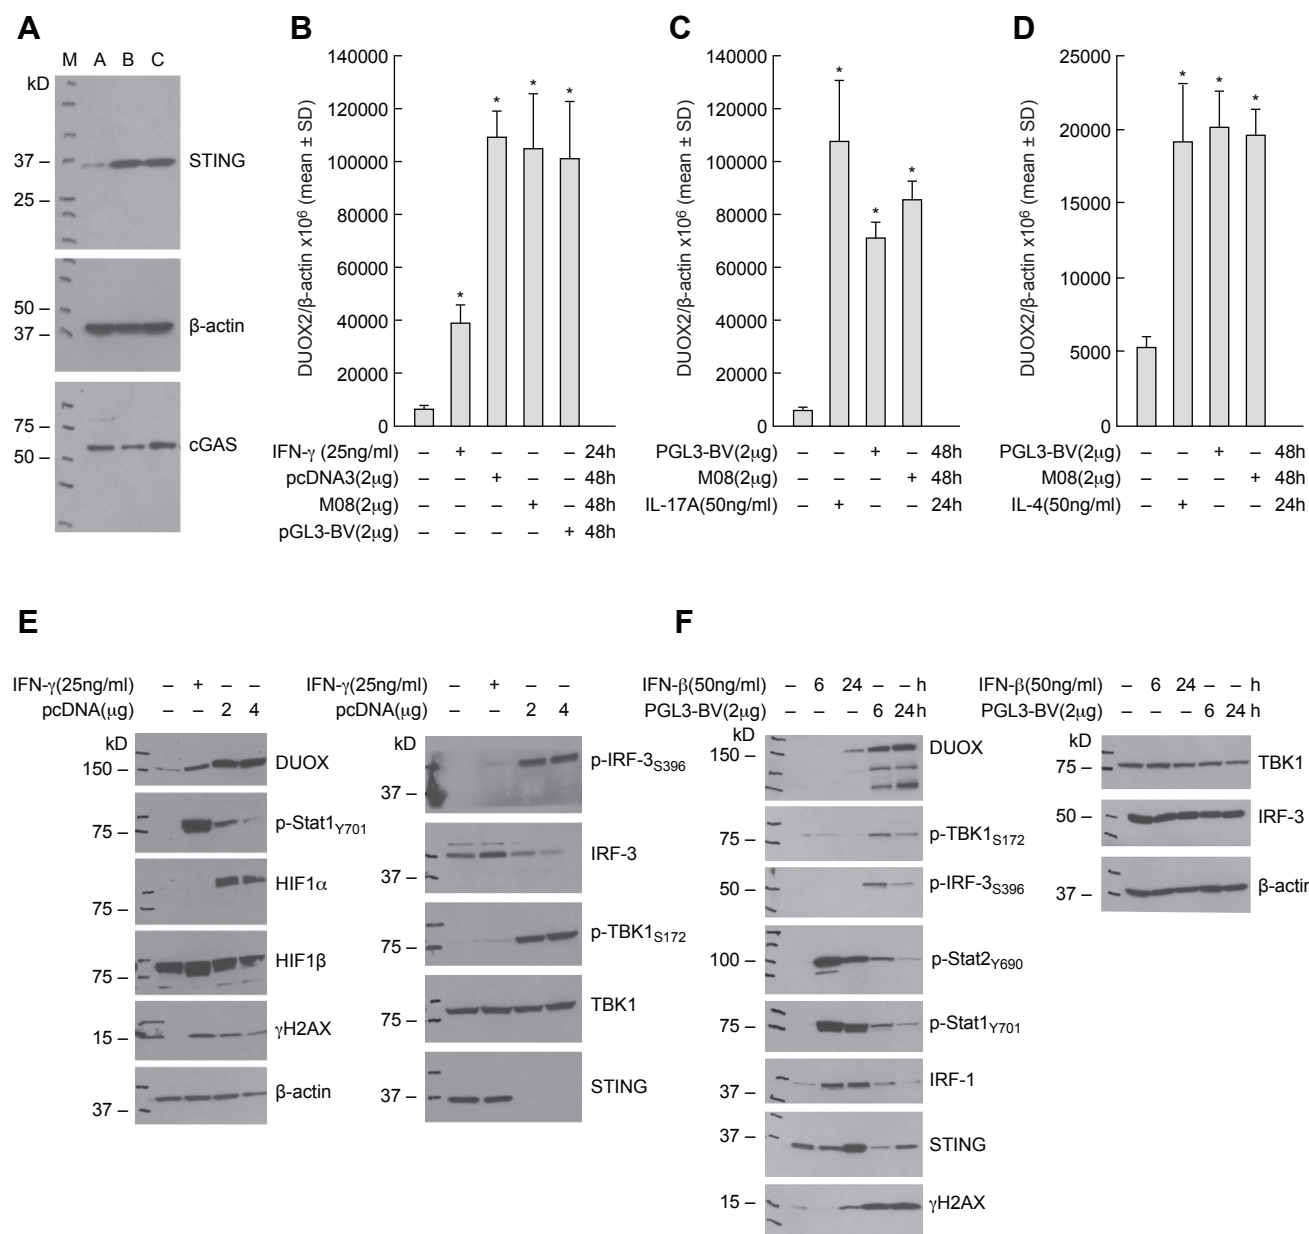 A
M A B C
kD
37 – STING
25 –
50 –
37 – β-actin
75 –
50 – cGAS
B
DUOX2/β-actin x10⁶ (mean ± SD)
140000
120000
100000
80000
60000
40000
20000
0
* * * *
IFN-γ (25ng/ml) – + – – – 24h
pcDNA3(2μg) – – + – – 48h
M08(2μg) – – – + – 48h
pGL3-BV(2μg) – – – – + 48h
C
DUOX2/β-actin x10⁶ (mean ± SD)
140000
120000
100000
80000
60000
40000
20000
0
* * *
PGL3-BV(2μg) – – + – 48h
M08(2μg) – – – + 48h
IL-17A(50ng/ml) – + – – 24h
D
DUOX2/β-actin x10⁶ (mean ± SD)
25000
20000
15000
10000
5000
0
* * *
PGL3-BV(2μg) – – + – 48h
M08(2μg) – – – + 48h
IL-4(50ng/ml) – + – – 24h
E
IFN-γ(25ng/ml) – + – –
pcDNA(μg) – – 2 4
kD
150 – DUOX
75 – p-Stat1Y701
HIF1α
75 –
HIF1β
75 –
15 – γH2AX
37 – β-actin
IFN-γ(25ng/ml) – + – –
pcDNA(μg) – – 2 4
kD
p-IRF-3S396
37 –
IRF-3
37 –
p-TBK1S172
75 –
TBK1
75 –
37 – STING
F
IFN-β(50ng/ml) – 6 24 – – h
PGL3-BV(2μg) – – – 6 24 h
kD
150 – DUOX
75 – p-TBK1S172
50 – p-IRF-3S396
100 – p-Stat2Y690
75 – p-Stat1Y701
37 – IRF-1
37 –
STING
15 – γH2AX
IFN-β(50ng/ml) – 6 24 – – h
PGL3-BV(2μg) – – – 6 24 h
kD
75 – TBK1
50 – IRF-3
37 – β-actin